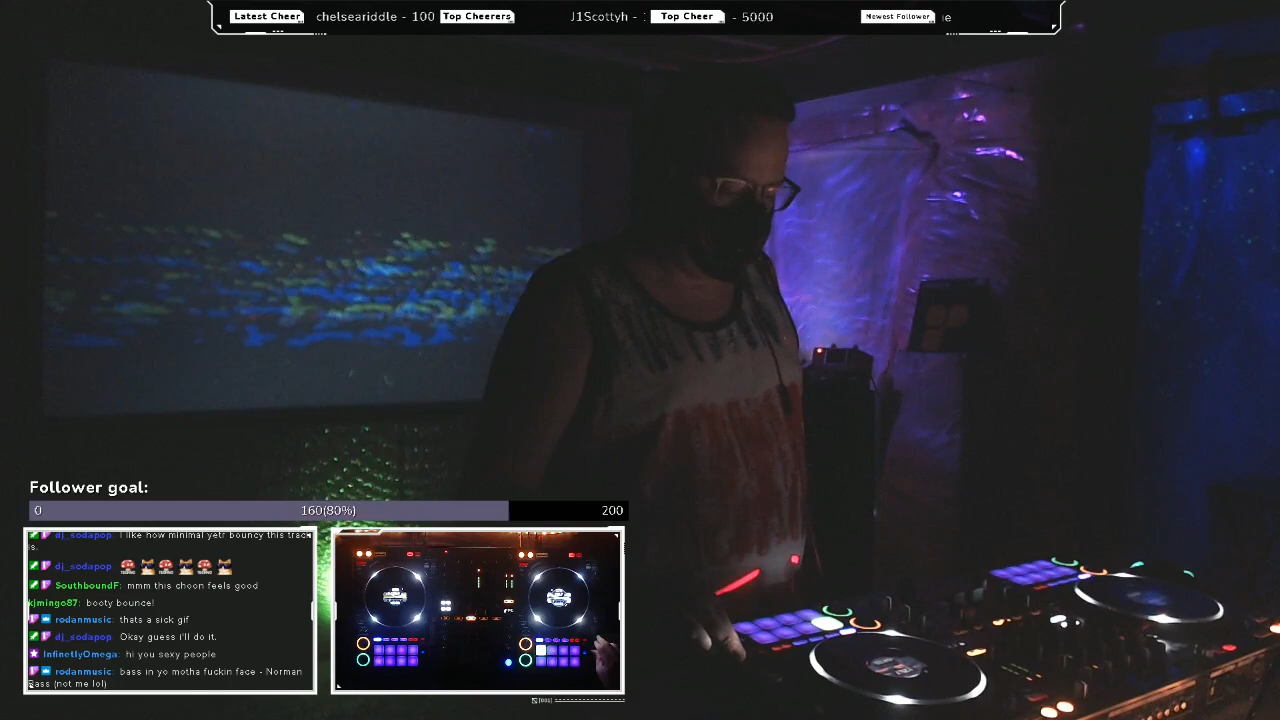 Latest Cheer chelseariddle - 100 Top Cheerers J1Scottyh - Top Cheer - 5000 Newest Follower
Follower goal:
0 160(80%) 200
dj_sodapop I like how minimal yetr bouncy this track
is.
dj_sodapop
SouthboundF: mmm this choon feels good
kjmingo87: booty bounce!
rodanmusic: thats a sick gif
dj_sodapop: Okay guess i'll do it.
InfinetlyOmega: hi you sexy people
rodanmusic: bass in yo motha fuckin face - Norman
Bass (not me lol)